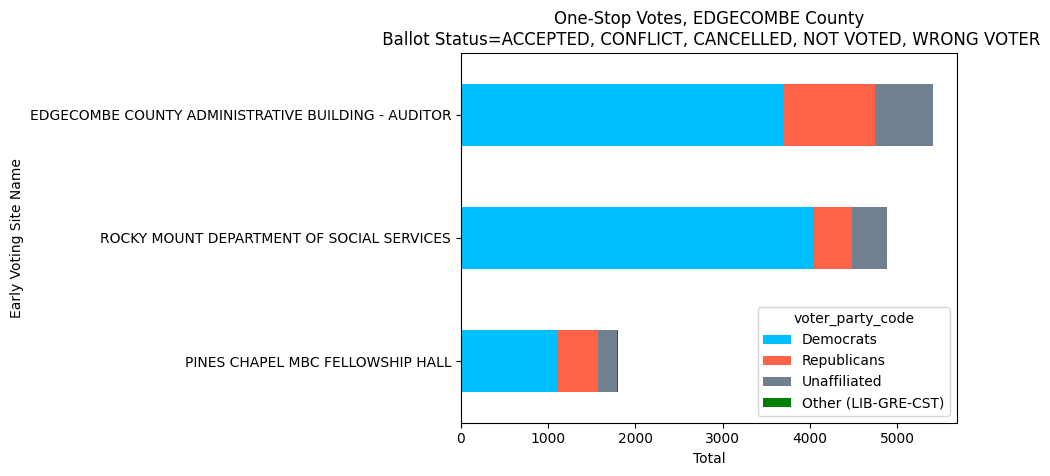 One-Stop Votes, EDGECOMBE County
Ballot Status=ACCEPTED, CONFLICT, CANCELLED, NOT VOTED, WRONG VOTER
Early Voting Site Name
EDGECOMBE COUNTY ADMINISTRATIVE BUILDING - AUDITOR
ROCKY MOUNT DEPARTMENT OF SOCIAL SERVICES
PINES CHAPEL MBC FELLOWSHIP HALL
voter_party_code
Democrats
Republicans
Unaffiliated
Other (LIB-GRE-CST)
0 1000 2000 3000 4000 5000
Total